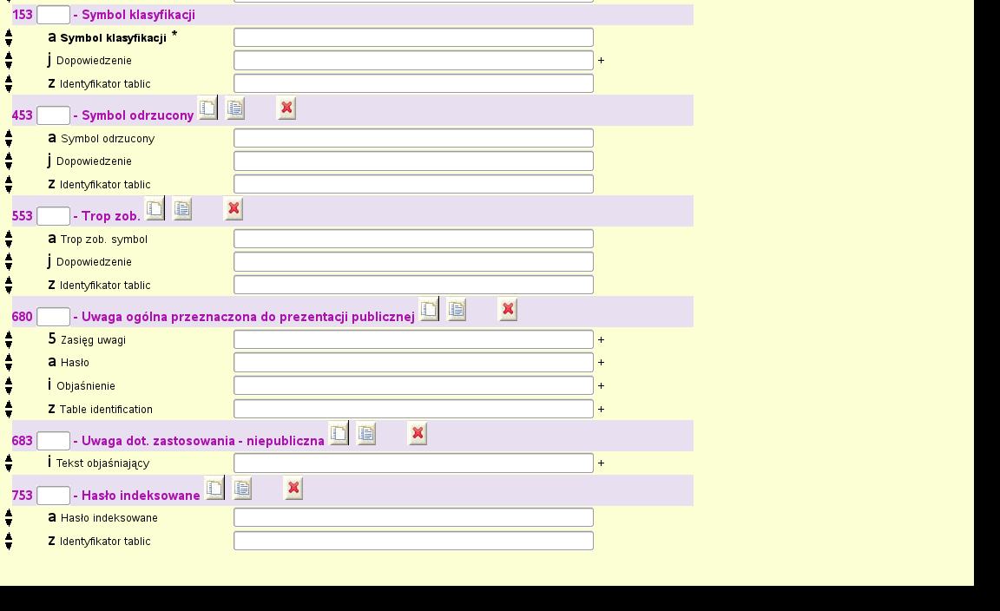 153 - Symbol klasyfikacji
a Symbol klasyfikacji *
j Dopowiedzenie +
z Identyfikator tablic
453 - Symbol odrzucony
a Symbol odrzucony
j Dopowiedzenie
z Identyfikator tablic
553 - Trop zob.
a Trop zob. symbol
j Dopowiedzenie
z Identyfikator tablic
680 - Uwaga ogólna przeznaczona do prezentacji publicznej
5 Zasięg uwagi +
a Hasło +
i Objaśnienie +
z Table identification +
683 - Uwaga dot. zastosowania - niepubliczna
i Tekst objaśniający +
753 - Hasło indeksowane
a Hasło indeksowane
z Identyfikator tablic